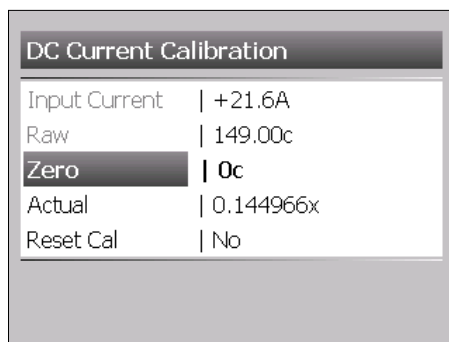 DC Current Calibration
Input Current | +21.6A
Raw | 149.00c
Zero | 0c
Actual | 0.144966x
Reset Cal | No